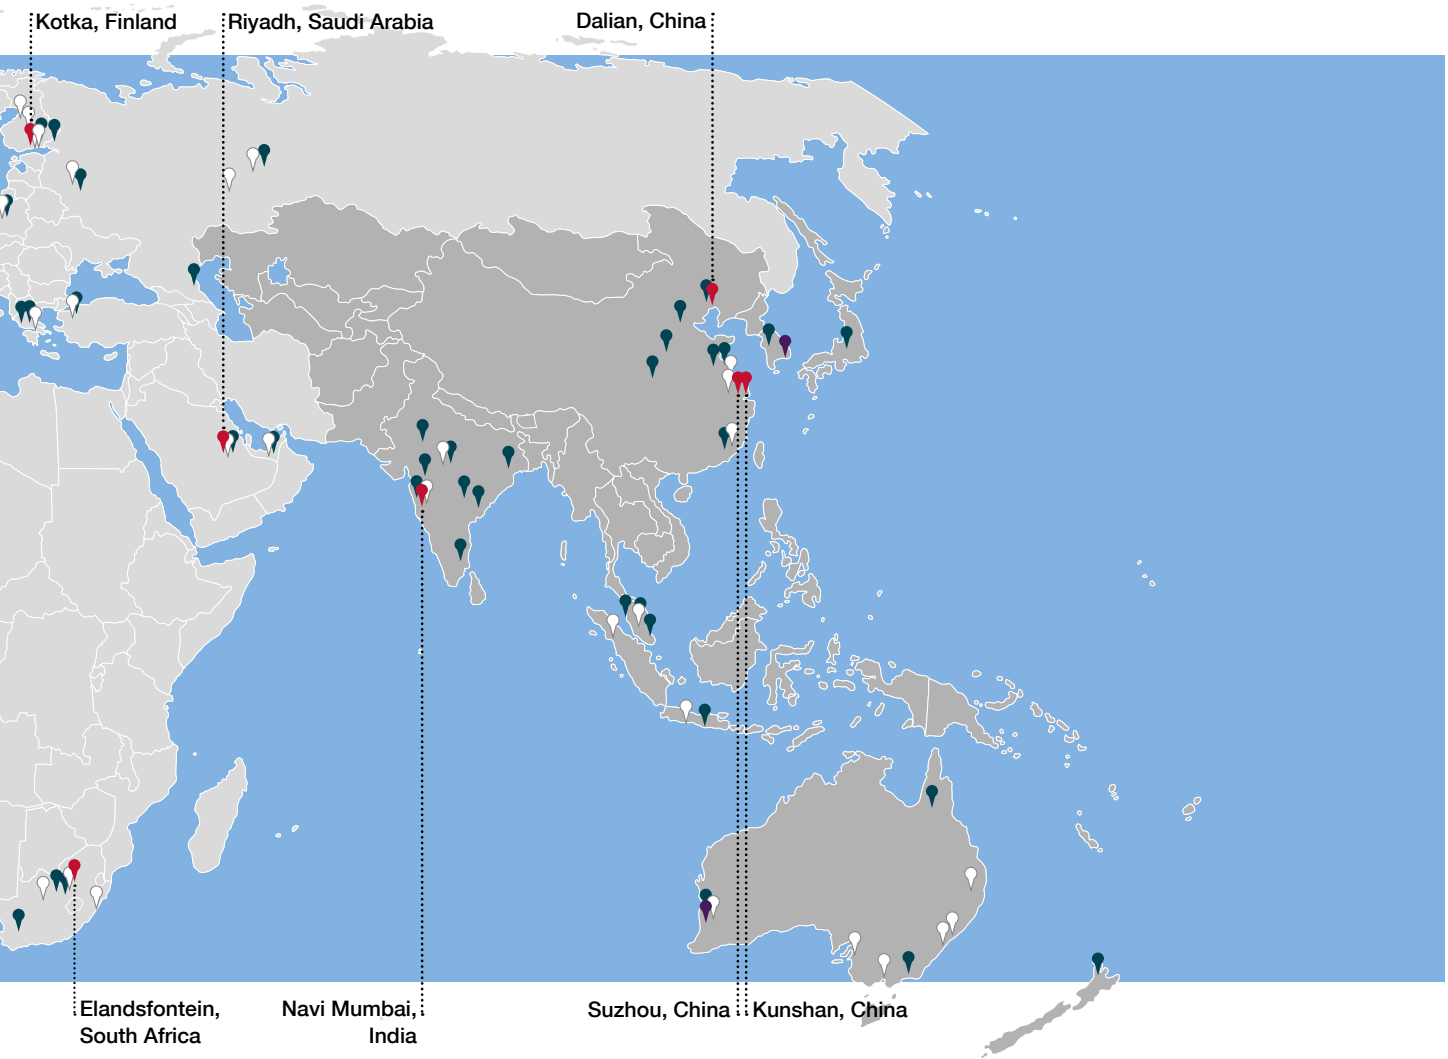 Kotka, Finland
Riyadh, Saudi Arabia
Dalian, China
Elandsfontein,
South Africa
Navi Mumbai,
India
Suzhou, China
Kunshan, China